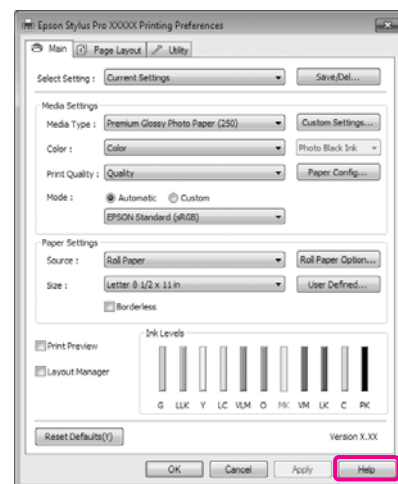 Epson Stylus Pro XXXXX Printing Preferences
Main Page Layout Utility
Select Setting : Current Settings Save/Del...
Media Settings
Media Type : Premium Glossy Photo Paper (250) Custom Settings...
Color : Color Photo Black Ink
Print Quality : Quality Paper Config...
Mode : Automatic Custom
EPSON Standard (sRGB)
Paper Settings
Source : Roll Paper Roll Paper Option...
Size : Letter 8 1/2 x 11 in User Defined...
Borderless
Ink Levels
Print Preview
Layout Manager
G LLK Y LC VLM O MK VM LK C PK
Reset Defaults(Y) Version X.XX
OK Cancel Apply Help